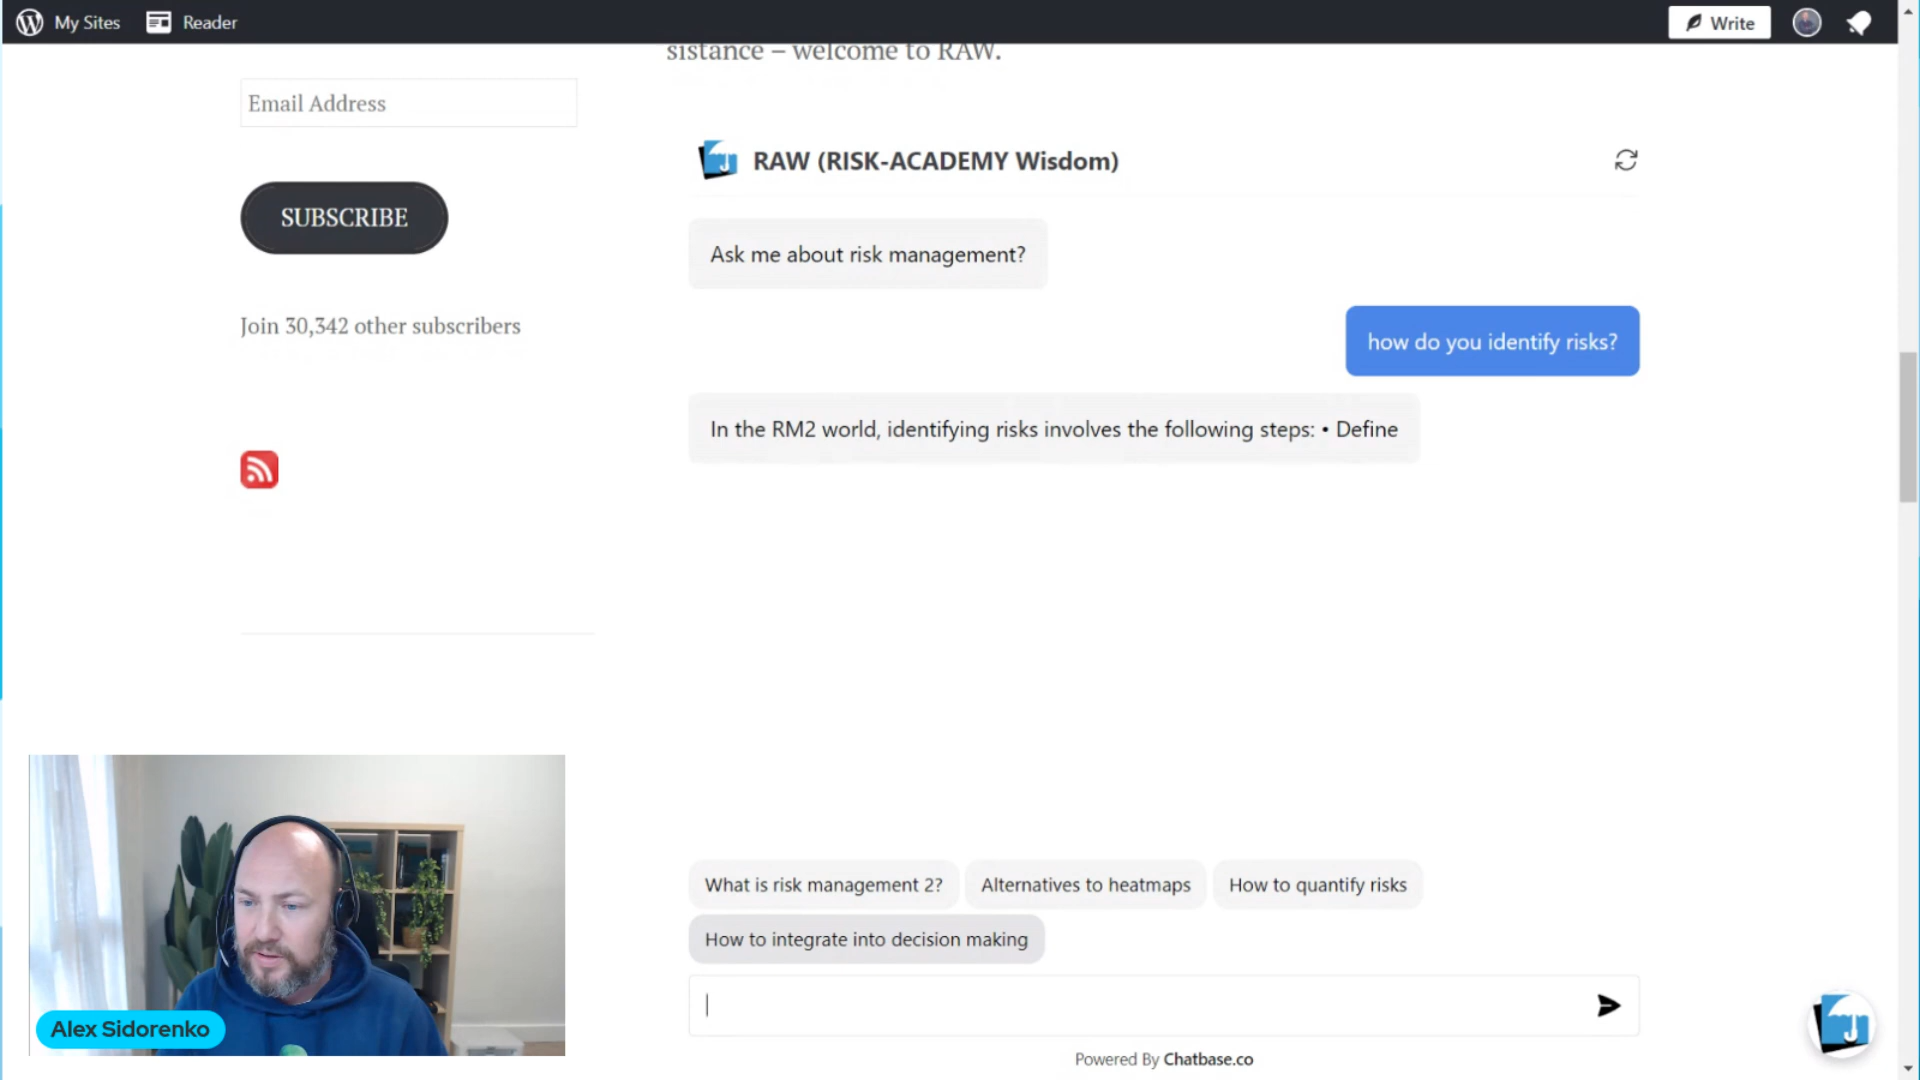 My Sites
Reader
Write
sistance – welcome to RAW.
Email Address
SUBSCRIBE
Join 30,342 other subscribers
RAW (RISK-ACADEMY Wisdom)
Ask me about risk management?
how do you identify risks?
In the RM2 world, identifying risks involves the following steps: • Define
What is risk management 2?
Alternatives to heatmaps
How to quantify risks
How to integrate into decision making
Powered By Chatbase.co
Alex Sidorenko